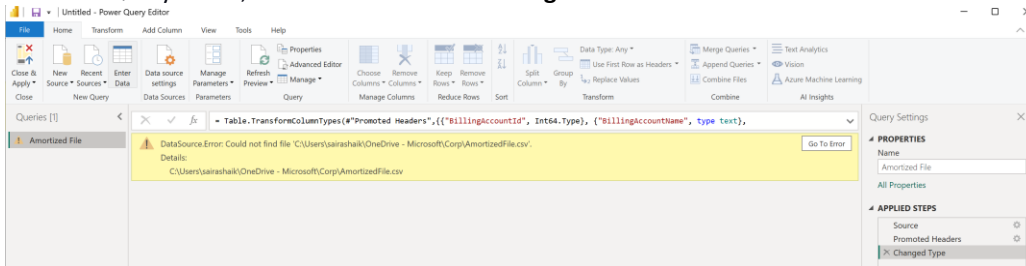 Untitled - Power Query Editor
File Home Transform Add Column View Tools Help
Close & Apply
New Source
Recent Sources
Enter Data
Data source settings
Manage Parameters
Refresh Preview
Properties
Advanced Editor
Manage
Choose Columns
Remove Columns
Keep Rows
Remove Rows
Split Column
Group By
Data Type: Any
Use First Row as Headers
Replace Values
Merge Queries
Append Queries
Combine Files
Text Analytics
Vision
Azure Machine Learning
Close New Query Data Sources Parameters Query Manage Columns Reduce Rows Sort Transform Combine AI Insights
Queries [1]
= Table.TransformColumnTypes(#"Promoted Headers",{{"BillingAccountId", Int64.Type}, {"BillingAccountName", type text},
Query Settings
Amortized File
DataSource.Error: Could not find file 'C:\Users\sairashaik\OneDrive - Microsoft\Corp\AmortizedFile.csv'.
Go To Error
Details:
C:\Users\sairashaik\OneDrive - Microsoft\Corp\AmortizedFile.csv
PROPERTIES
Name
Amortized File
All Properties
APPLIED STEPS
Source
Promoted Headers
Changed Type